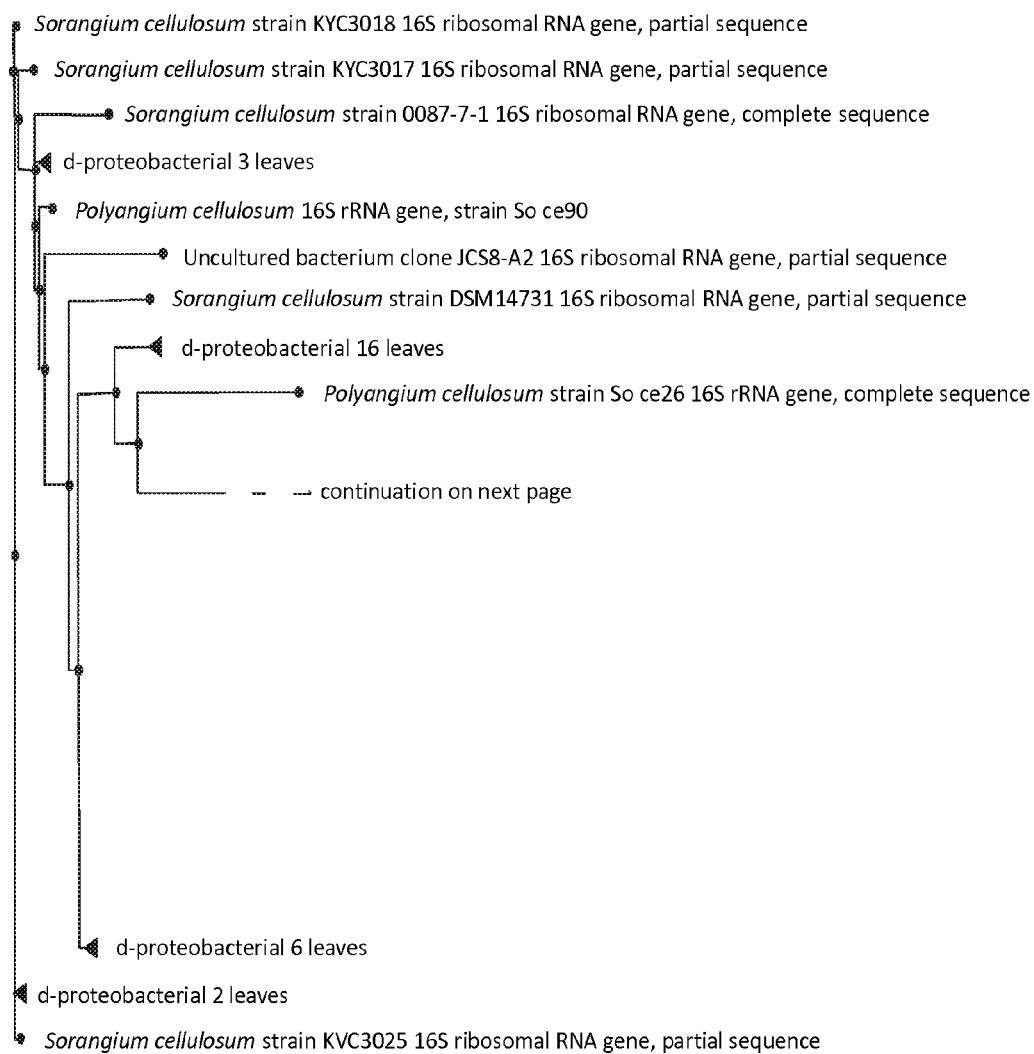 Sorangium cellulosum strain KYC3018 16S ribosomal RNA gene, partial sequence
Sorangium cellulosum strain KYC3017 16S ribosomal RNA gene, partial sequence
Sorangium cellulosum strain 0087-7-1 16S ribosomal RNA gene, complete sequence
d-proteobacterial 3 leaves
Polyangium cellulosum 16S rRNA gene, strain So ce90
Uncultured bacterium clone JCS8-A2 16S ribosomal RNA gene, partial sequence
Sorangium cellulosum strain DSM14731 16S ribosomal RNA gene, partial sequence
d-proteobacterial 16 leaves
Polyangium cellulosum strain So ce26 16S rRNA gene, complete sequence
continuation on next page
d-proteobacterial 6 leaves
d-proteobacterial 2 leaves
Sorangium cellulosum strain KVC3025 16S ribosomal RNA gene, partial sequence